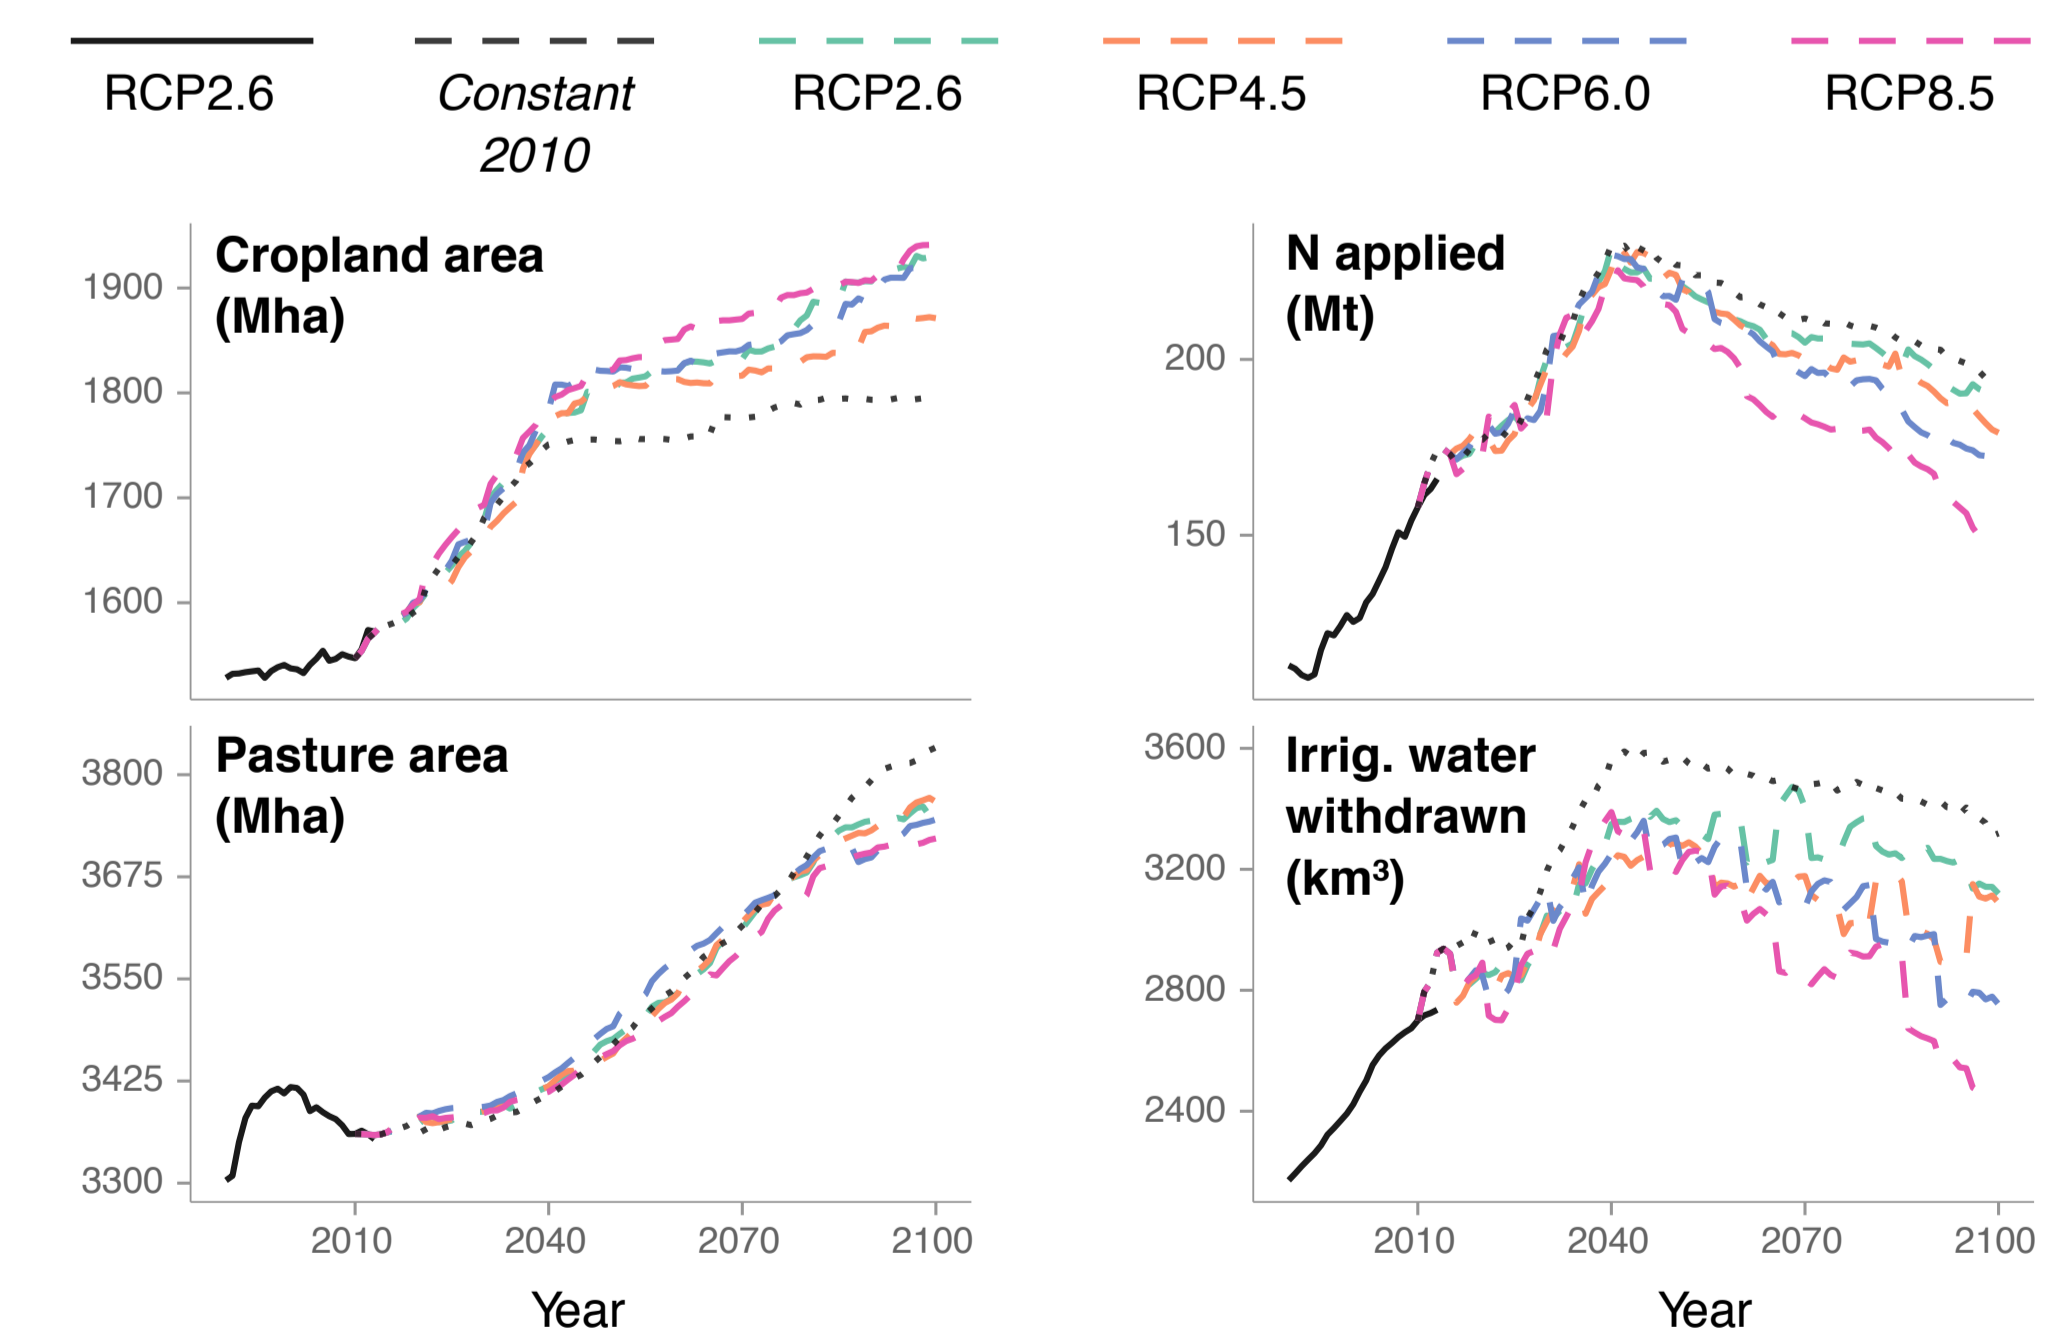 RCP2.6 Constant RCP2.6 RCP4.5 RCP6.0 RCP8.5
2010
Cropland area
(Mha)
1900
1800
1700
1600
N applied
(Mt)
200
150
Pasture area
(Mha)
3800
3675
3550
3425
3300
2010 2040 2070 2100
Year
Irrig. water
withdrawn
(km³)
3600
3200
2800
2400
2010 2040 2070 2100
Year